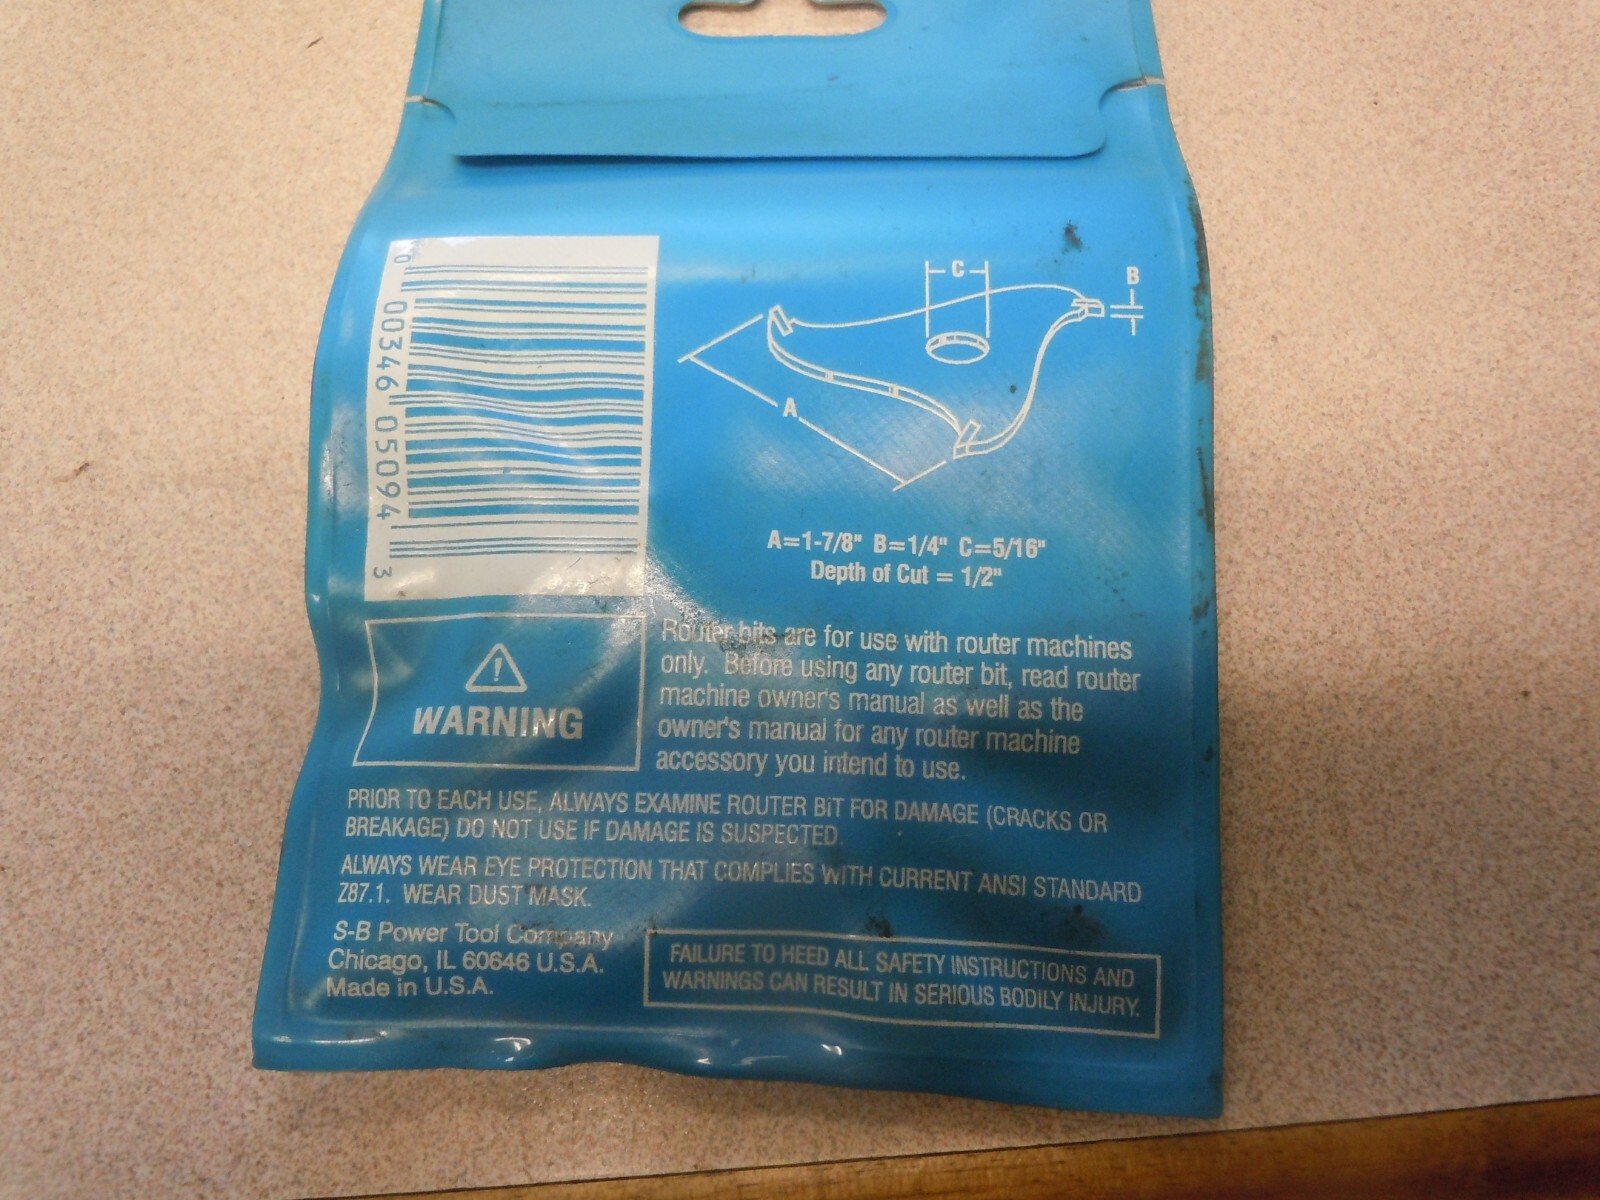 0 00346 05094 3
C
B
A
A=1-7/8" B=1/4" C=5/16"
Depth of Cut = 1/2"
WARNING
Router bits are for use with router machines
only. Before using any router bit, read router
machine owner's manual as well as the
owner's manual for any router machine
accessory you intend to use.
PRIOR TO EACH USE, ALWAYS EXAMINE ROUTER BIT FOR DAMAGE (CRACKS OR
BREAKAGE) DO NOT USE IF DAMAGE IS SUSPECTED.
ALWAYS WEAR EYE PROTECTION THAT COMPLIES WITH CURRENT ANSI STANDARD
Z87.1. WEAR DUST MASK.
S-B Power Tool Company
Chicago, IL 60646 U.S.A.
Made in U.S.A.
FAILURE TO HEED ALL SAFETY INSTRUCTIONS AND
WARNINGS CAN RESULT IN SERIOUS BODILY INJURY.